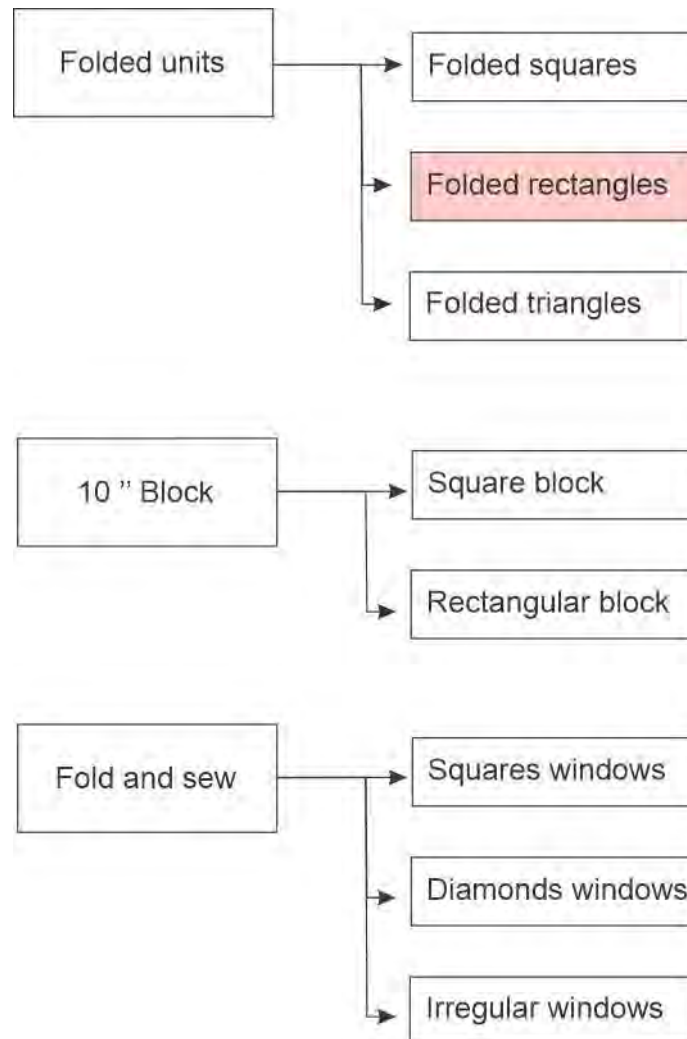 Folded units
Folded squares
Folded rectangles
Folded triangles
10 ” Block
Square block
Rectangular block
Fold and sew
Squares windows
Diamonds windows
Irregular windows